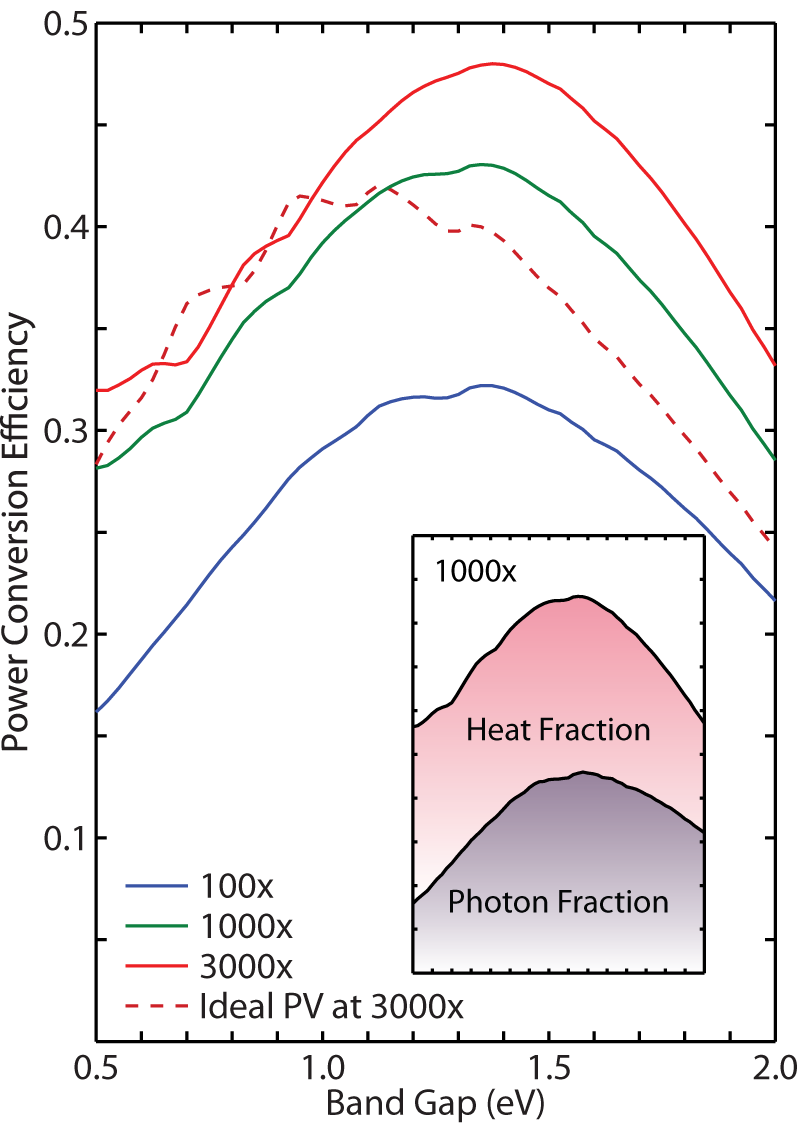 0.5
0.4
0.3
0.2
0.1
Power Conversion Efficiency
1000x
Heat Fraction
Photon Fraction
100x
1000x
3000x
Ideal PV at 3000x
0.5 1.0 1.5 2.0
Band Gap (eV)